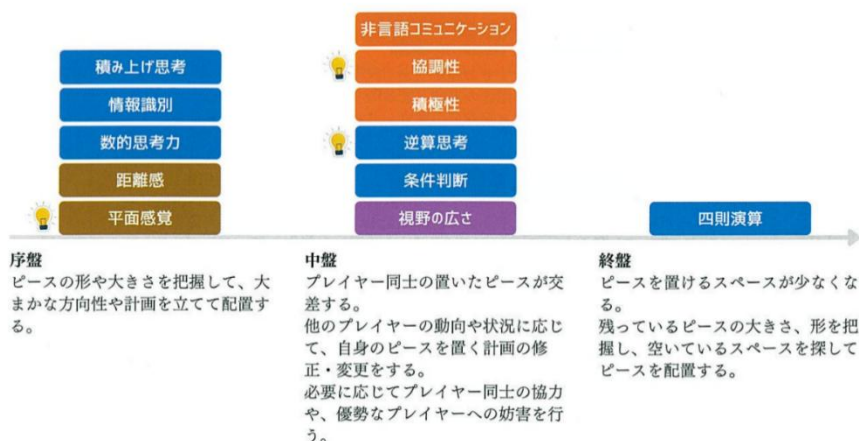 積み上げ思考
情報識別
数的思考力
距離感
平面感覚
非言語コミュニケーション
協調性
積極性
逆算思考
条件判断
視野の広さ
四則演算
序盤
ピースの形や大きさを把握して、大
まかな方向性や計画を立てて配置す
る。
中盤
プレイヤー同士の置いたピースが交
差する。
他のプレイヤーの動向や状況に応じ
て、自身のピースを置く計画の修
正・変更をする。
必要に応じてプレイヤー同士の協力
や、優勢なプレイヤーへの妨害を行
う。
終盤
ピースを置けるスペースが少なくな
る。
残っているピースの大きさ、形を把
握し、空いているスペースを探して
ピースを配置する。